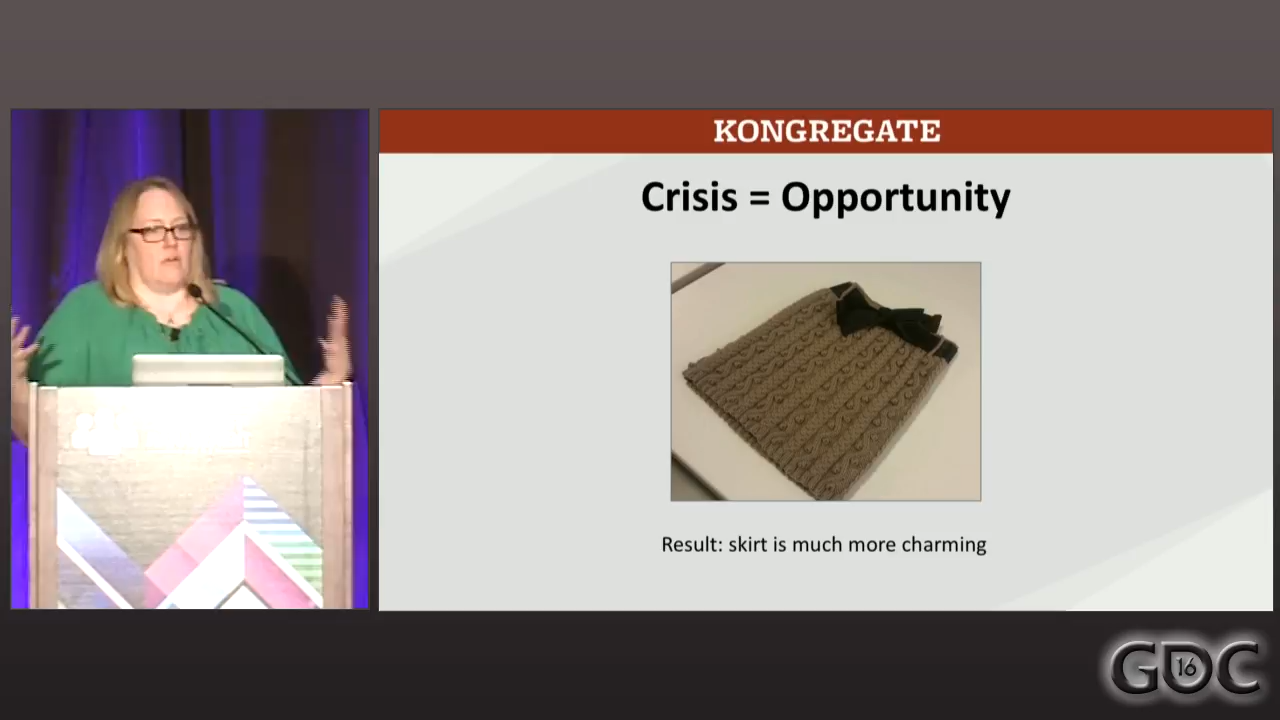 KONGREGATE
Crisis = Opportunity
Result: skirt is much more charming
GDC
16